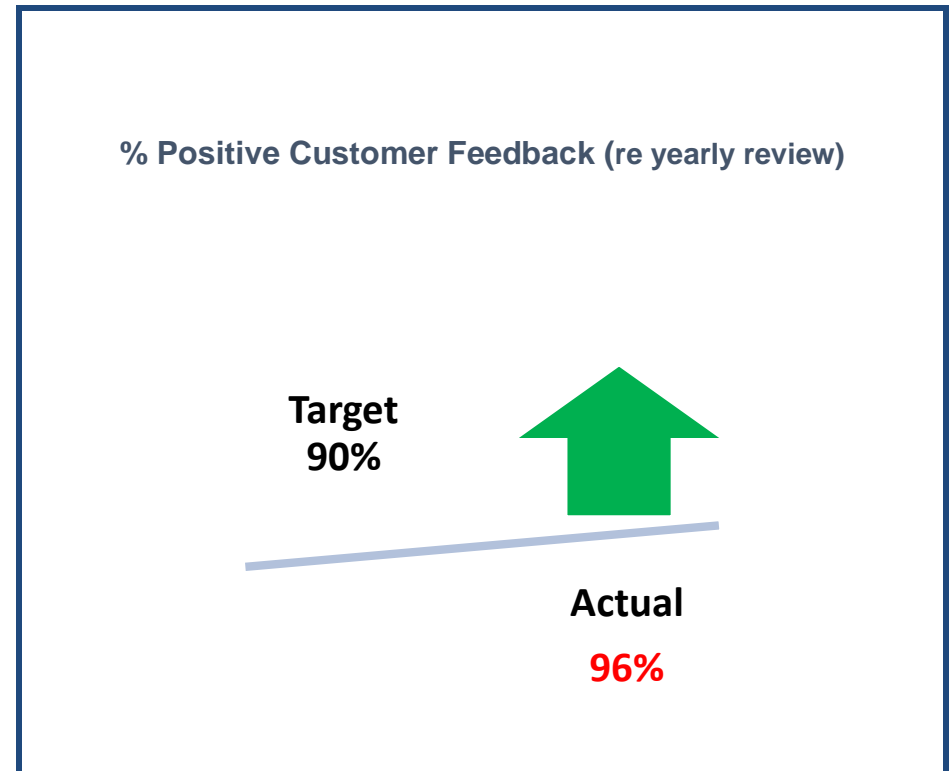 % Positive Customer Feedback (re yearly review)
Target
90%
Actual
96%